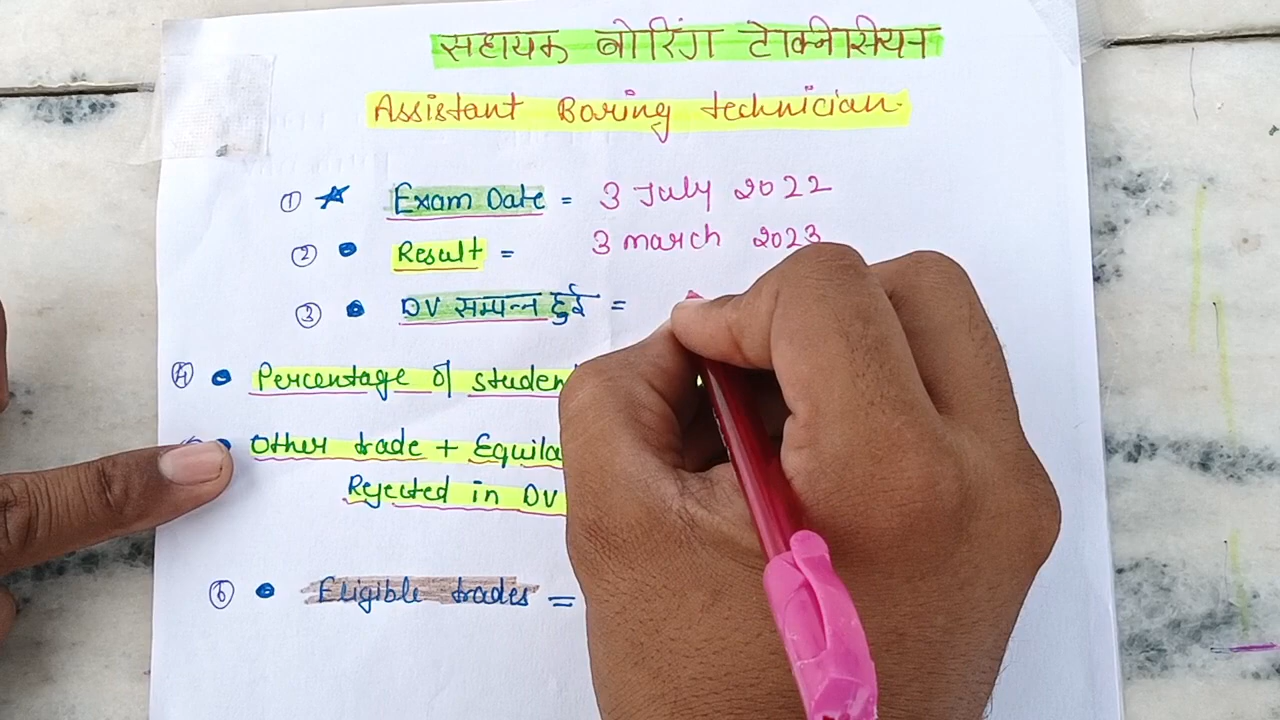 सहायक बोरिंग टेक्नीसियन
Assistant Boring technician.
① Exam Date = 3 July 2022
② Result = 3 march 2023
③ DV सम्पन्न हुई =
④ Percentage of studen
Other trade + Equila
Rejected in DV
⑥ Eligible trades =